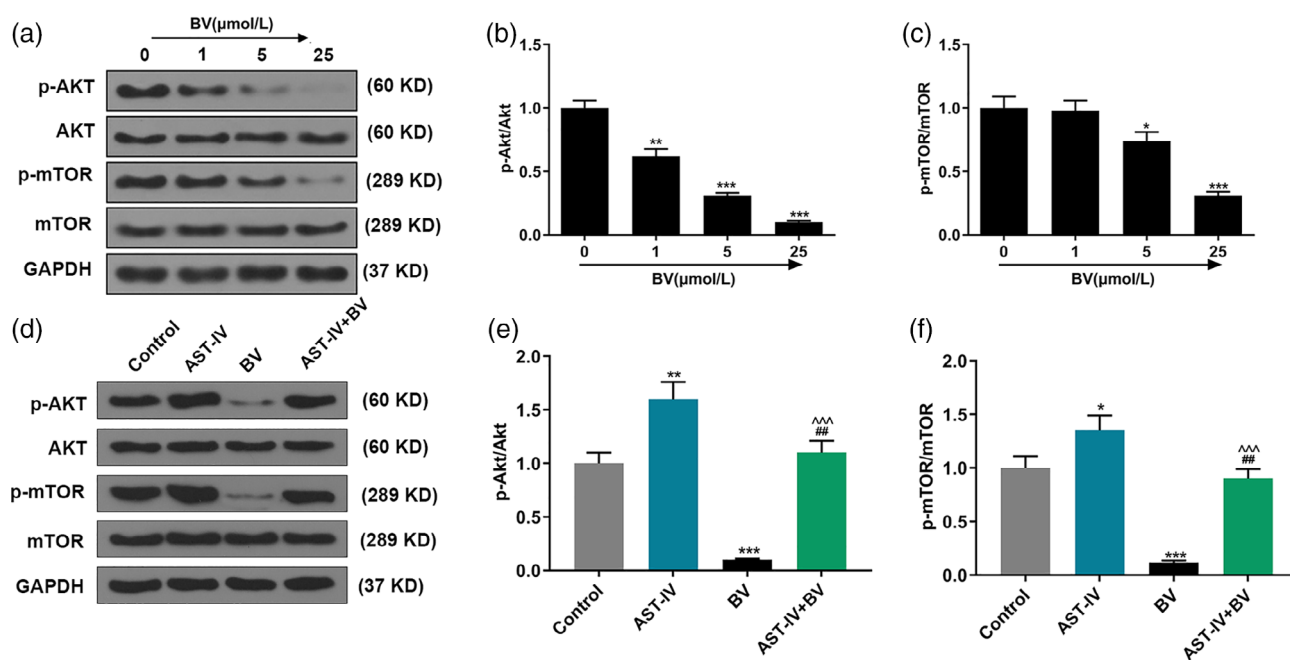 (a)
BV(μmol/L)
0 1 5 25
p-AKT (60 KD)
AKT (60 KD)
p-mTOR (289 KD)
mTOR (289 KD)
GAPDH (37 KD)
(b)
1.5
1.0
0.5
0.0
p-Akt/Akt
**
***
***
0 1 5 25
BV(μmol/L)
(c)
1.5
1.0
0.5
0.0
p-mTOR/mTOR
*
***
0 1 5 25
BV(μmol/L)
(d)
Control AST-IV BV AST-IV+BV
p-AKT (60 KD)
AKT (60 KD)
p-mTOR (289 KD)
mTOR (289 KD)
GAPDH (37 KD)
(e)
2.0
1.5
1.0
0.5
0.0
p-Akt/Akt
**
***
^^^
##
Control AST-IV BV AST-IV+BV
(f)
2.0
1.5
1.0
0.5
0.0
p-mTOR/mTOR
*
***
^^^
##
Control AST-IV BV AST-IV+BV